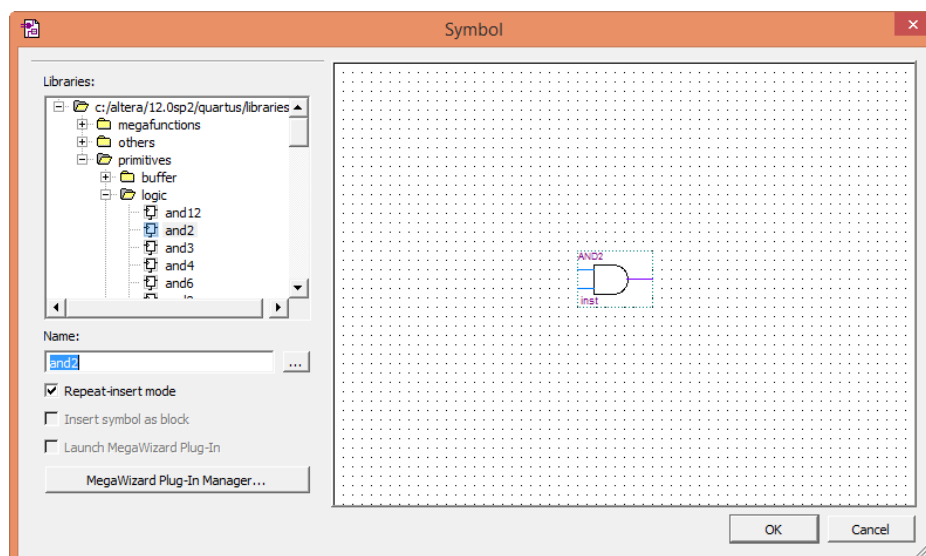 Symbol
Libraries:
c:/altera/12.0sp2/quartus/libraries
megafunctions
others
primitives
buffer
logic
and12
and2
and3
and4
and6
Name:
and2
...
Repeat-insert mode
Insert symbol as block
Launch MegaWizard Plug-In
MegaWizard Plug-In Manager...
AND2
inst
OK
Cancel